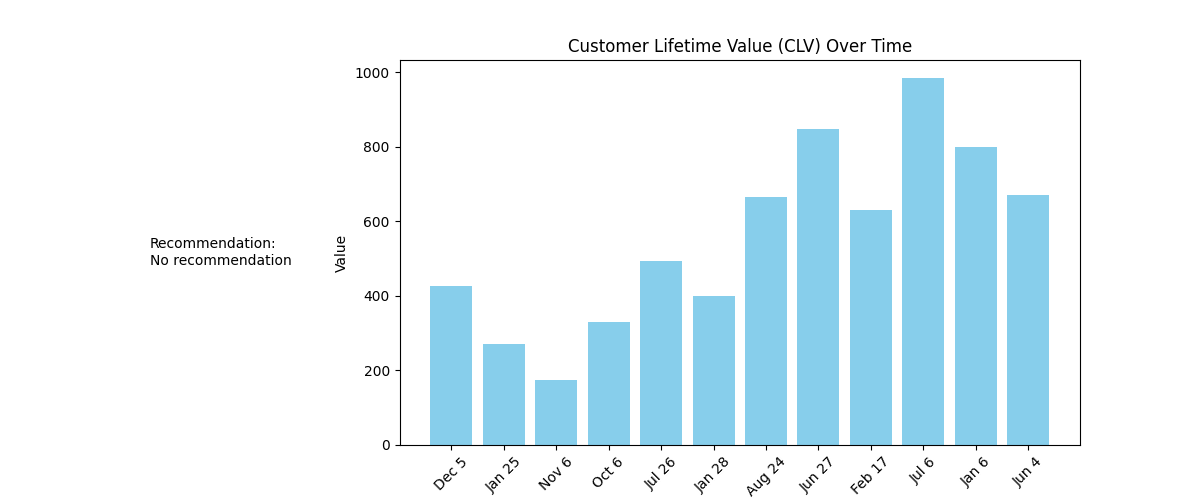 Customer Lifetime Value (CLV) Over Time
1000
800
600
400
200
0
Value
Recommendation:
No recommendation
Dec 5
Jan 25
Nov 6
Oct 6
Jul 26
Jan 28
Aug 24
Jun 27
Feb 17
Jul 6
Jan 6
Jun 4